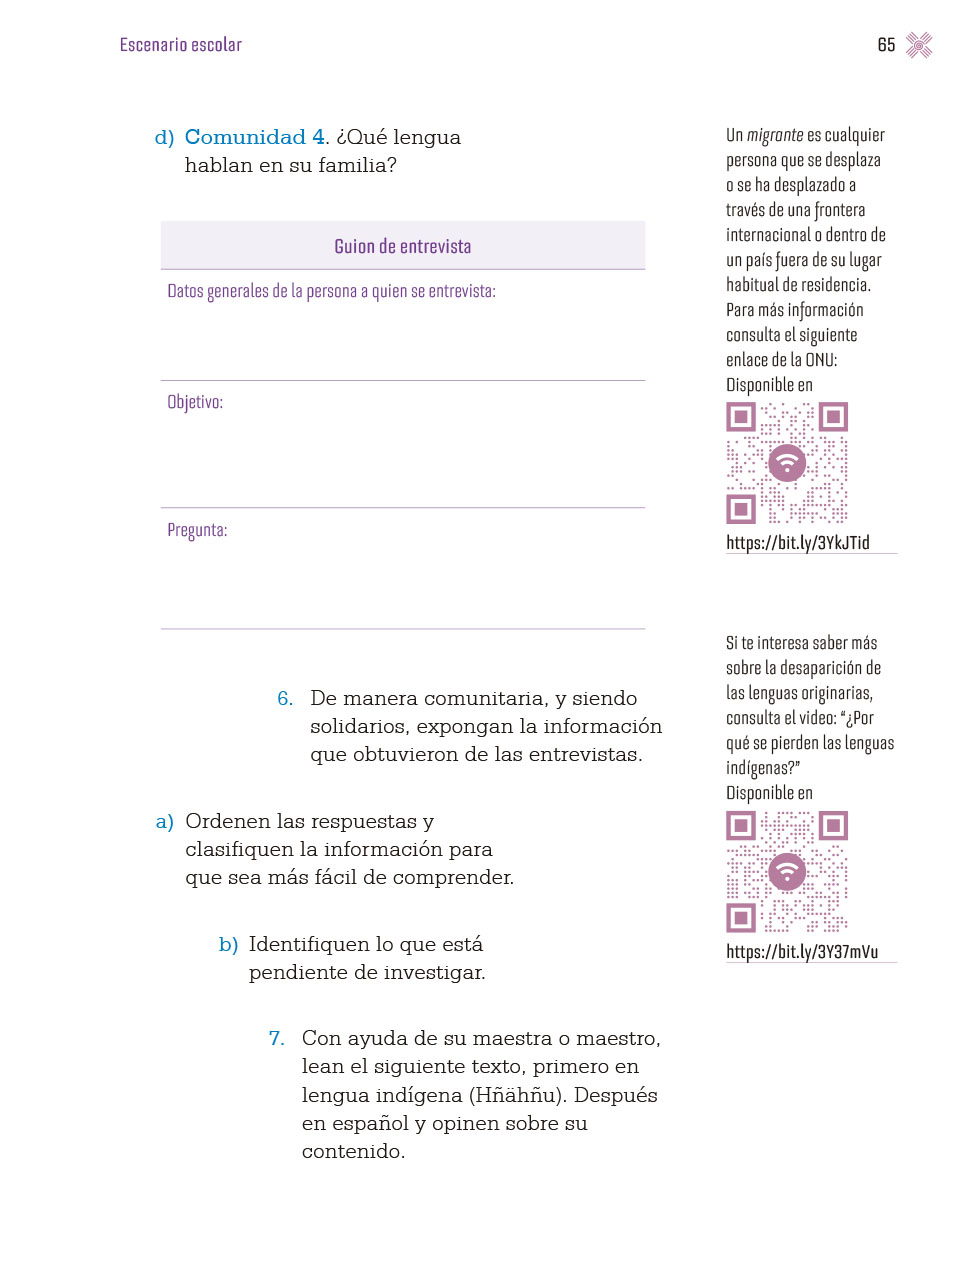 Escenario escolar
65
d) Comunidad 4. ¿Qué lengua
hablan en su familia?
Guion de entrevista
Datos generales de la persona a quien se entrevista:
Objetivo:
Pregunta:
6. De manera comunitaria, y siendo
solidarios, expongan la información
que obtuvieron de las entrevistas.
a) Ordenen las respuestas y
clasifiquen la información para
que sea más fácil de comprender.
b) Identifiquen lo que está
pendiente de investigar.
7. Con ayuda de su maestra o maestro,
lean el siguiente texto, primero en
lengua indígena (Hñähñu). Después
en español y opinen sobre su
contenido.
Un migrante es cualquier
persona que se desplaza
o se ha desplazado a
través de una frontera
internacional o dentro de
un país fuera de su lugar
habitual de residencia.
Para más información
consulta el siguiente
enlace de la ONU:
Disponible en
https://bit.ly/3YkJTid
Si te interesa saber más
sobre la desaparición de
las lenguas originarias,
consulta el video: “¿Por
qué se pierden las lenguas
indígenas?”
Disponible en
https://bit.ly/3Y37mVu